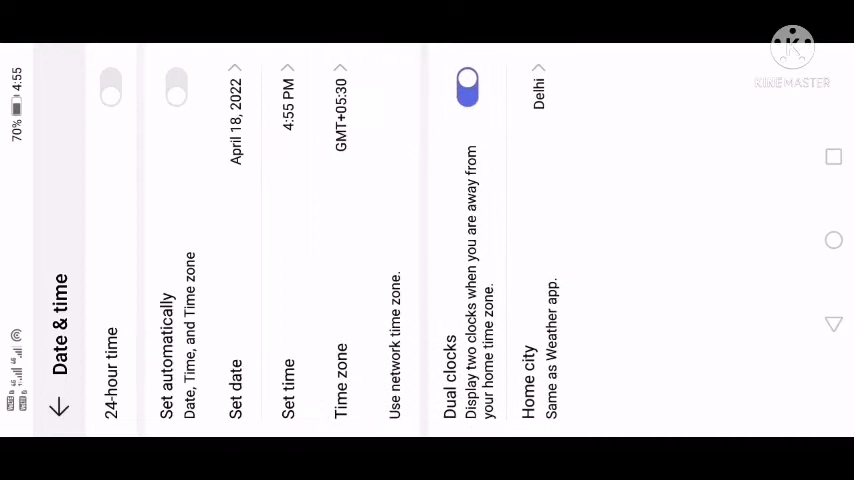 70% 4:55
Date & time
24-hour time
Set automatically
Date, Time, and Time zone
Set date April 18, 2022
Set time 4:55 PM
Time zone GMT+05:30
Use network time zone.
Dual clocks
Display two clocks when you are away from
your home time zone.
Home city Delhi
Same as Weather app.
K
KINEMASTER